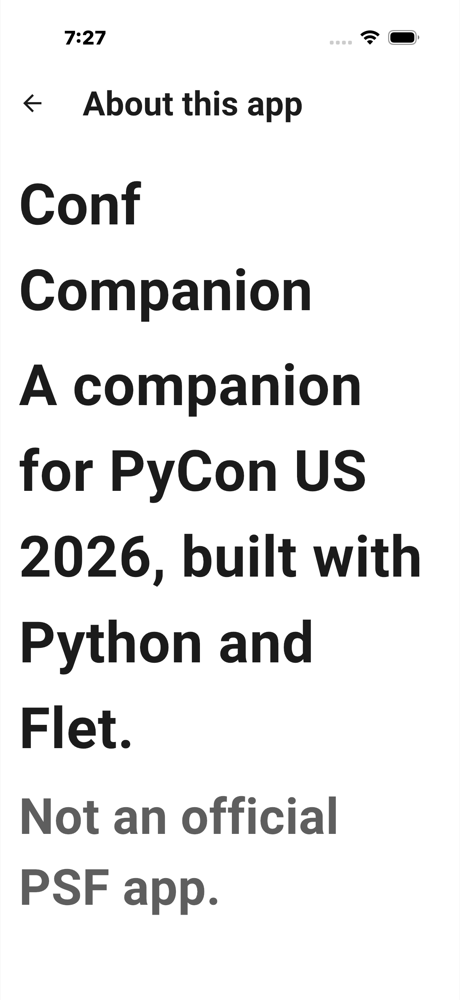 7:27
About this app
Conf
Companion
A companion
for PyCon US
2026, built with
Python and
Flet.
Not an official
PSF app.